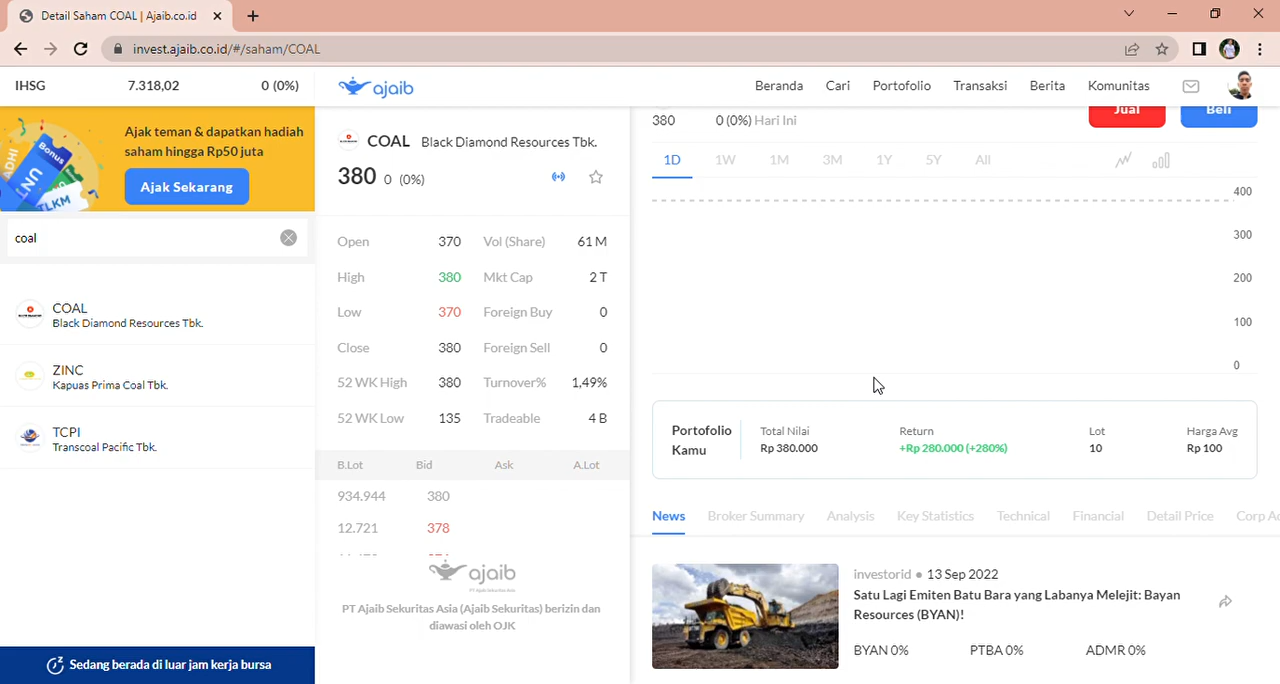 Detail Saham COAL | Ajaib.co.id
invest.ajaib.co.id/#/saham/COAL
IHSG 7.318,02 0 (0%)
ajaib
Beranda Cari Portofolio Transaksi Berita Komunitas
Ajak teman & dapatkan hadiah
saham hingga Rp50 juta
Ajak Sekarang
Bonus
TLKM
coal
COAL
Black Diamond Resources Tbk.
ZINC
Kapuas Prima Coal Tbk.
TCPI
Transcoal Pacific Tbk.
Sedang berada di luar jam kerja bursa
COAL Black Diamond Resources Tbk.
380 0 (0%)
Open 370 Vol (Share) 61 M
High 380 Mkt Cap 2 T
Low 370 Foreign Buy 0
Close 380 Foreign Sell 0
52 WK High 380 Turnover% 1,49%
52 WK Low 135 Tradeable 4 B
B.Lot Bid Ask A.Lot
934.944 380
12.721 378
ajaib
PT Ajaib Sekuritas Asia (Ajaib Sekuritas) berizin dan
diawasi oleh OJK
380 0 (0%) Hari Ini
Jual Beli
1D 1W 1M 3M 1Y 5Y All
400
300
200
100
0
Portofolio
Kamu
Total Nilai Return Lot Harga Avg
Rp 380.000 +Rp 280.000 (+280%) 10 Rp 100
News Broker Summary Analysis Key Statistics Technical Financial Detail Price Corp Ac
investorid 13 Sep 2022
Satu Lagi Emiten Batu Bara yang Labanya Melejit: Bayan
Resources (BYAN)!
BYAN 0% PTBA 0% ADMR 0%